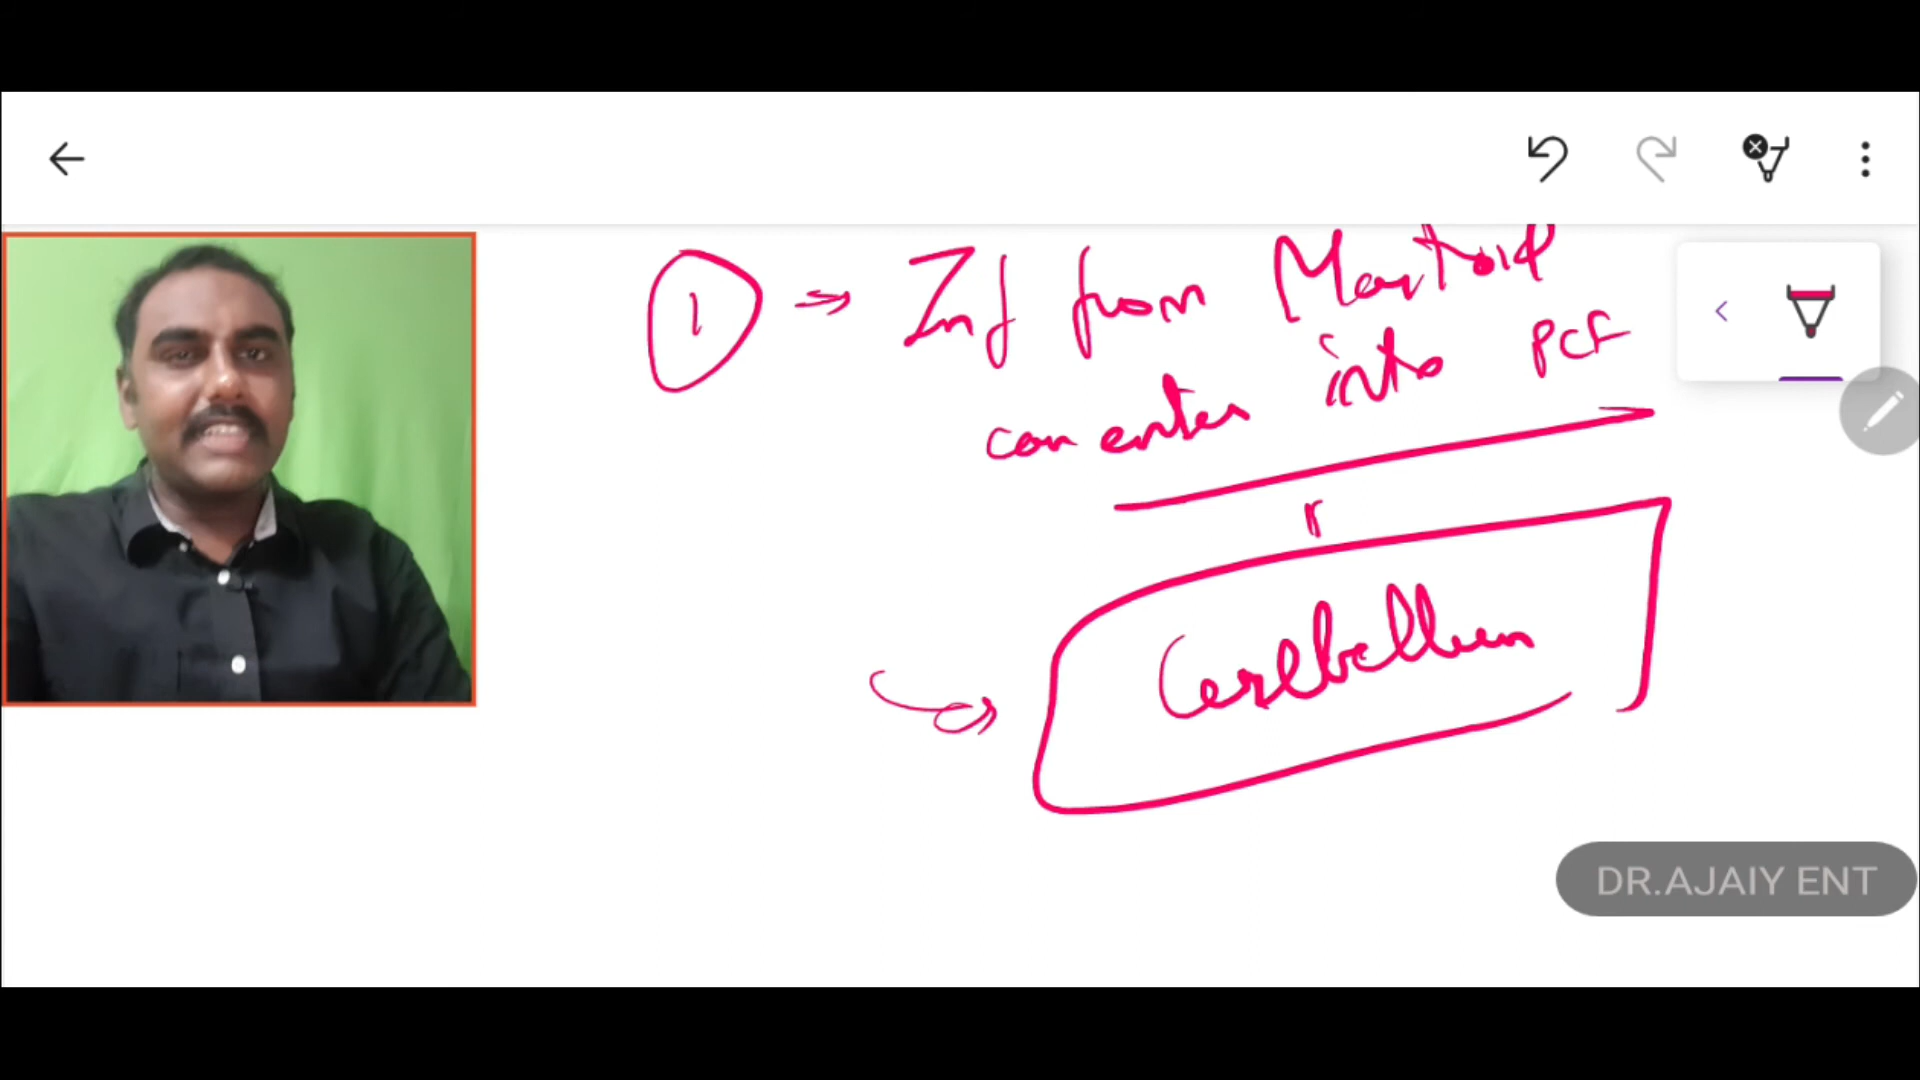 1 → Inf from Mastoid
can enter into PCF
r
Cerebellum
DR.AJAIY ENT